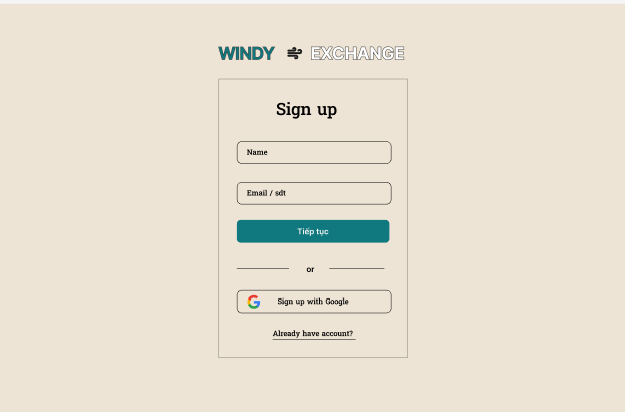 WINDY EXCHANGE
Sign up
Name
Email / sdt
Tiếp tục
or
Sign up with Google
Already have account?